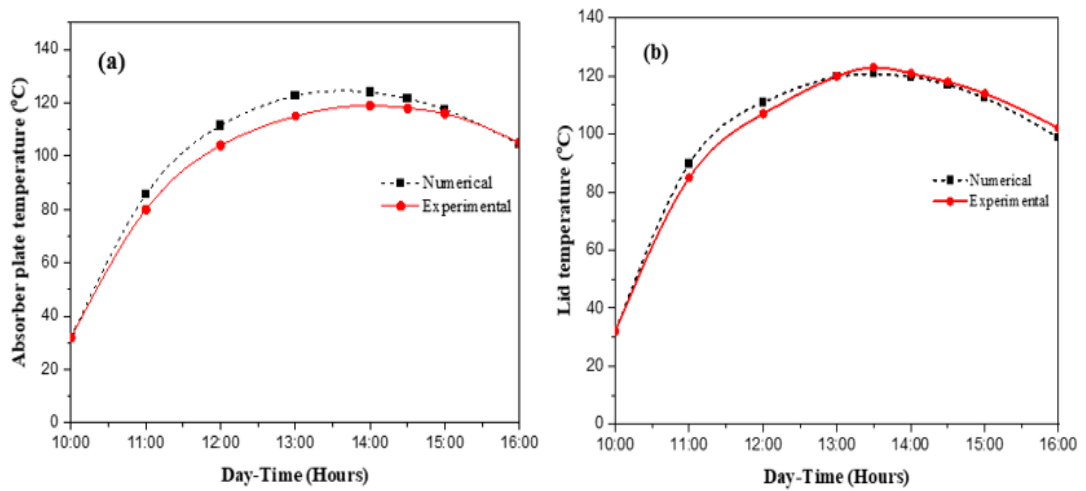 (a)
Absorber plate temperature (°C)
140
120
100
80
60
40
20
0
Numerical
Experimental
10:00 11:00 12:00 13:00 14:00 15:00 16:00
Day-Time (Hours)
(b)
Lid temperature (°C)
140
120
100
80
60
40
20
0
Numerical
Experimental
10:00 11:00 12:00 13:00 14:00 15:00 16:00
Day-Time (Hours)